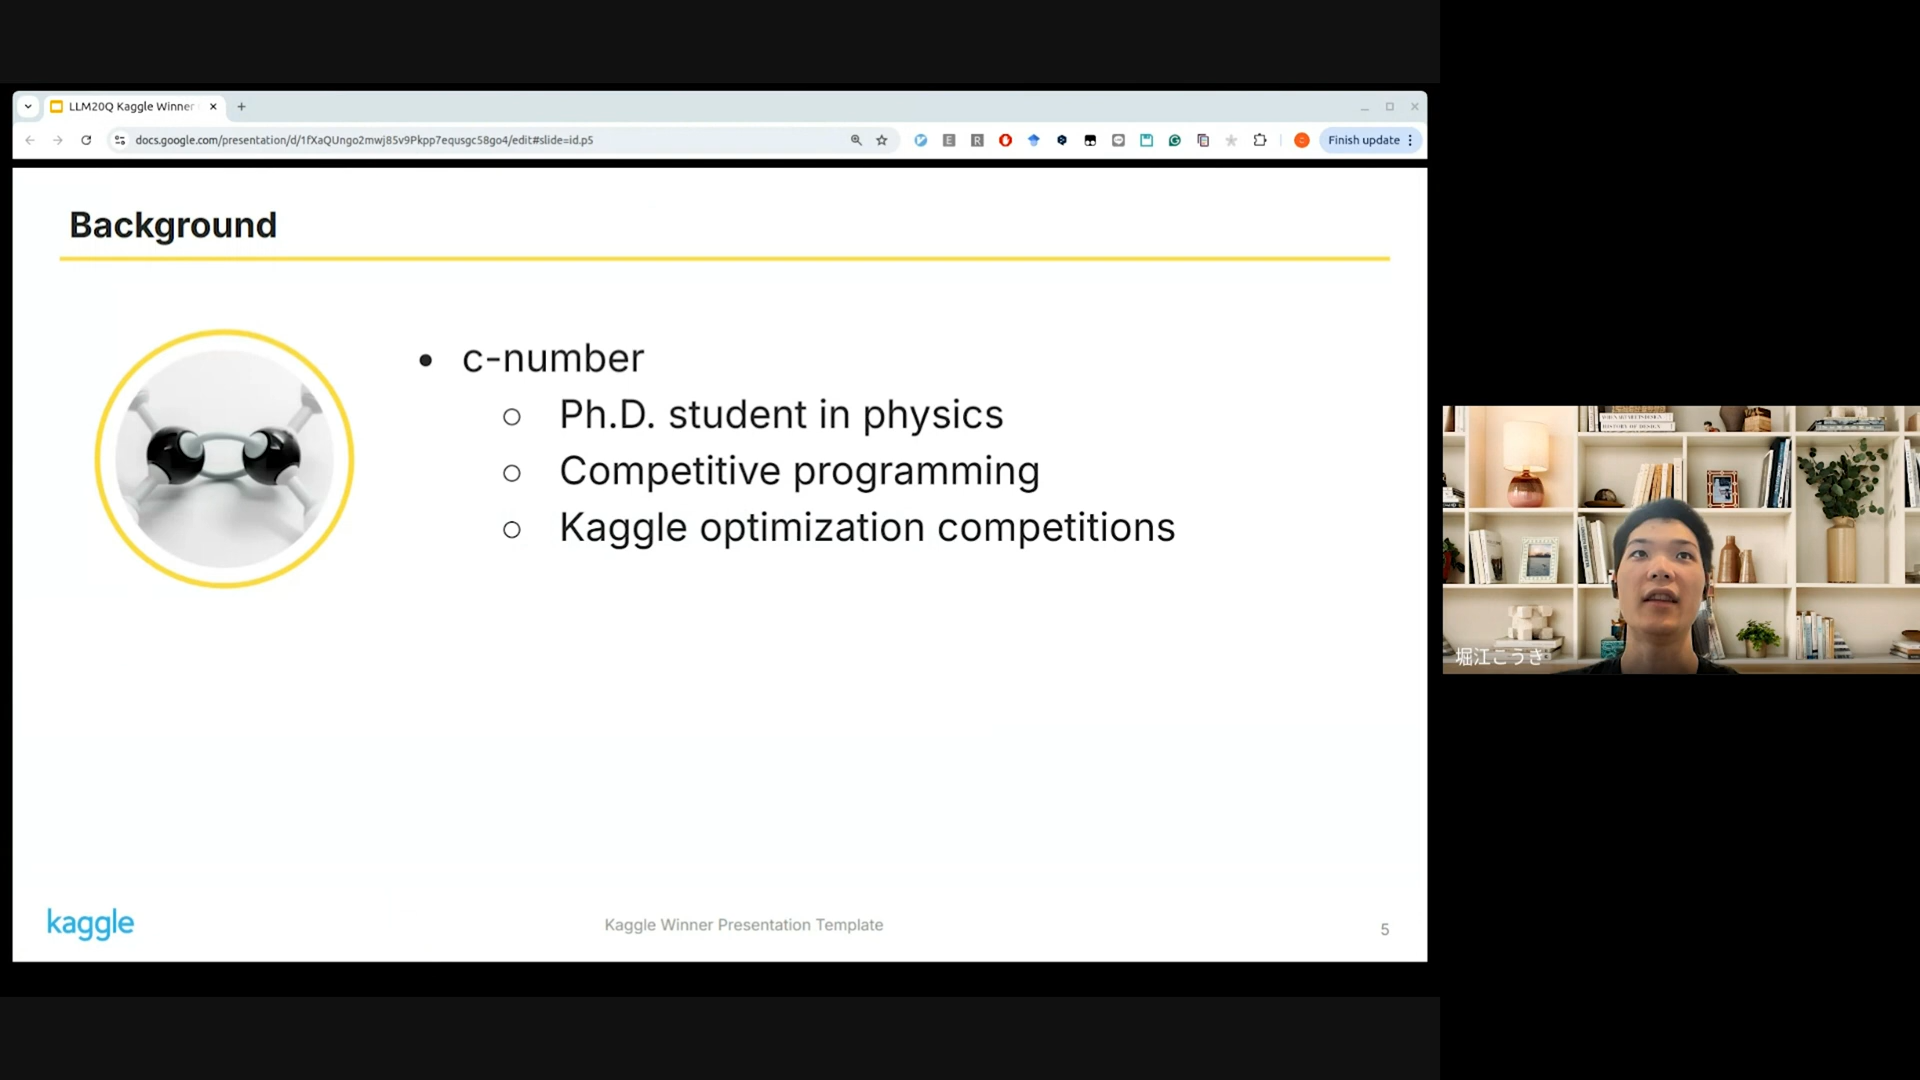 LLM20Q Kaggle Winner
docs.google.com/presentation/d/1fXaQUngo2mwj85v9Pkpp7equsgc58go4/edit#slide=id.p5
Finish update
Background
c-number
Ph.D. student in physics
Competitive programming
Kaggle optimization competitions
堀江こうき
kaggle
Kaggle Winner Presentation Template
5